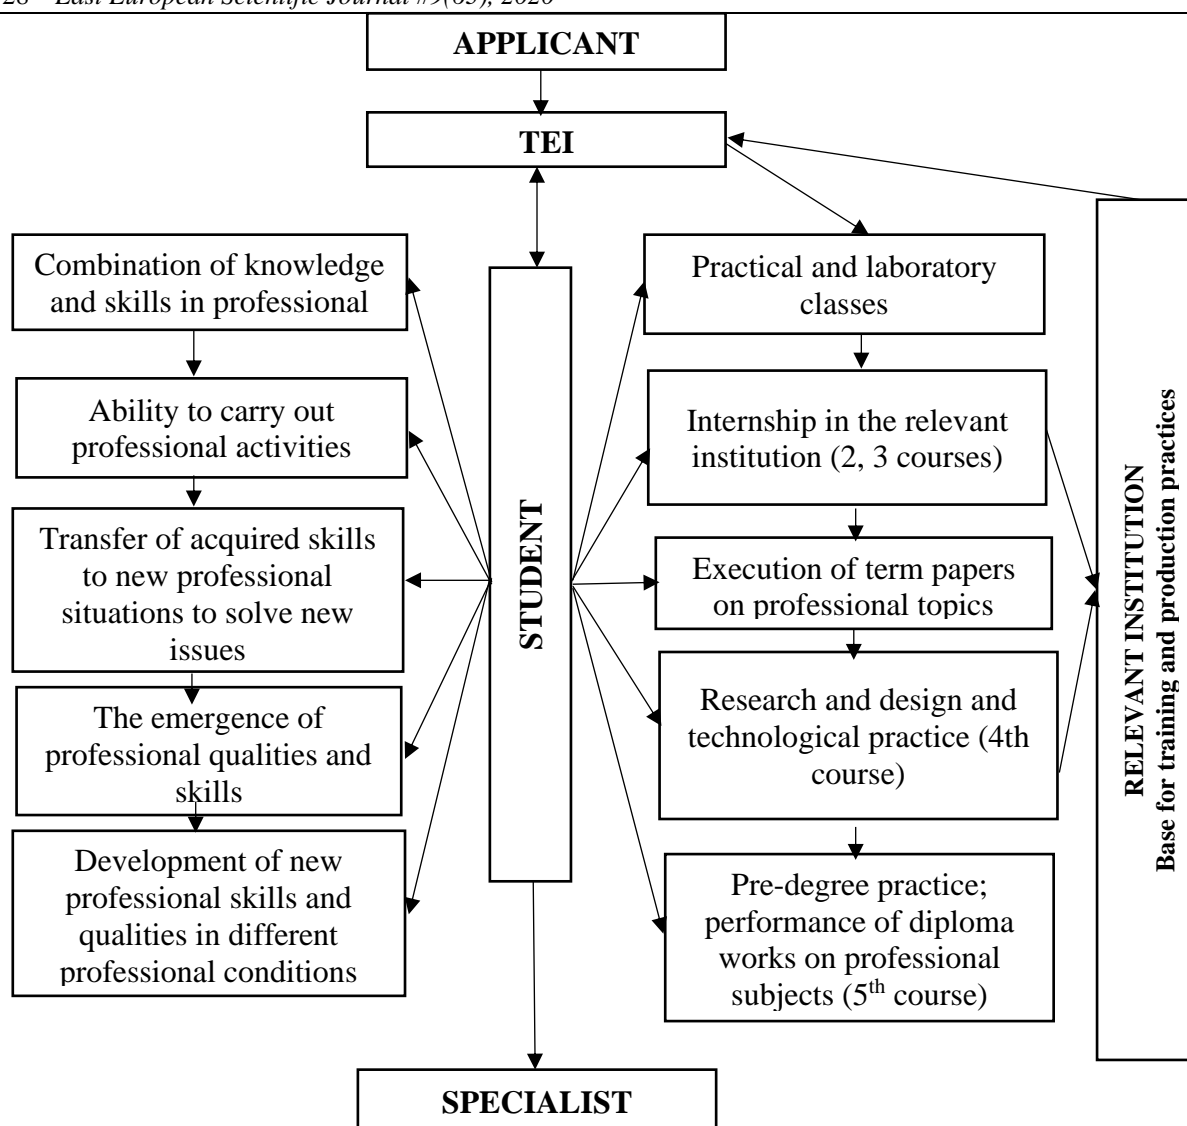 East European Scientific Journal #9(
APPLICANT
TEI
Combination of knowledge
and skills in professional
Ability to carry out
professional activities
Transfer of acquired skills
to new professional
situations to solve new
issues
The emergence of
professional qualities and
skills
Development of new
professional skills and
qualities in different
professional conditions
STUDENT
Practical and laboratory
classes
Internship in the relevant
institution (2, 3 courses)
Execution of term papers
on professional topics
Research and design and
technological practice (4th
course)
Pre-degree practice;
performance of diploma
works on professional
subjects (5th course)
RELEVANT INSTITUTION
Base for training and production practices
SPECIALIST